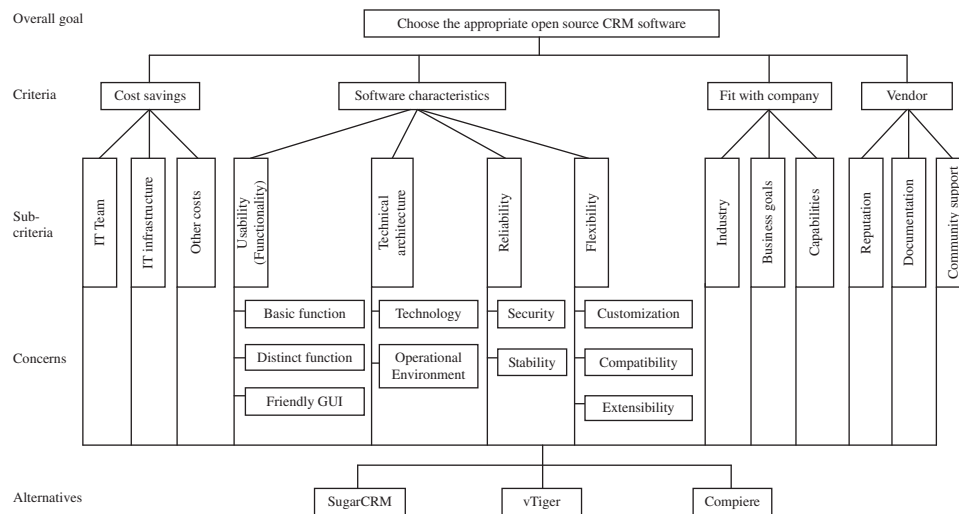 Overall goal
Choose the appropriate open source CRM software
Criteria
Cost savings
Software characteristics
Fit with company
Vendor
Sub-
criteria
IT Team
IT infrastructure
Other costs
Usability
(Functionality)
Technical
architecture
Reliability
Flexibility
Industry
Business goals
Capabilities
Reputation
Documentation
Community support
Concerns
Basic function
Technology
Security
Customization
Distinct function
Operational
Environment
Stability
Compatibility
Friendly GUI
Extensibility
Alternatives
SugarCRM
vTiger
Compiere